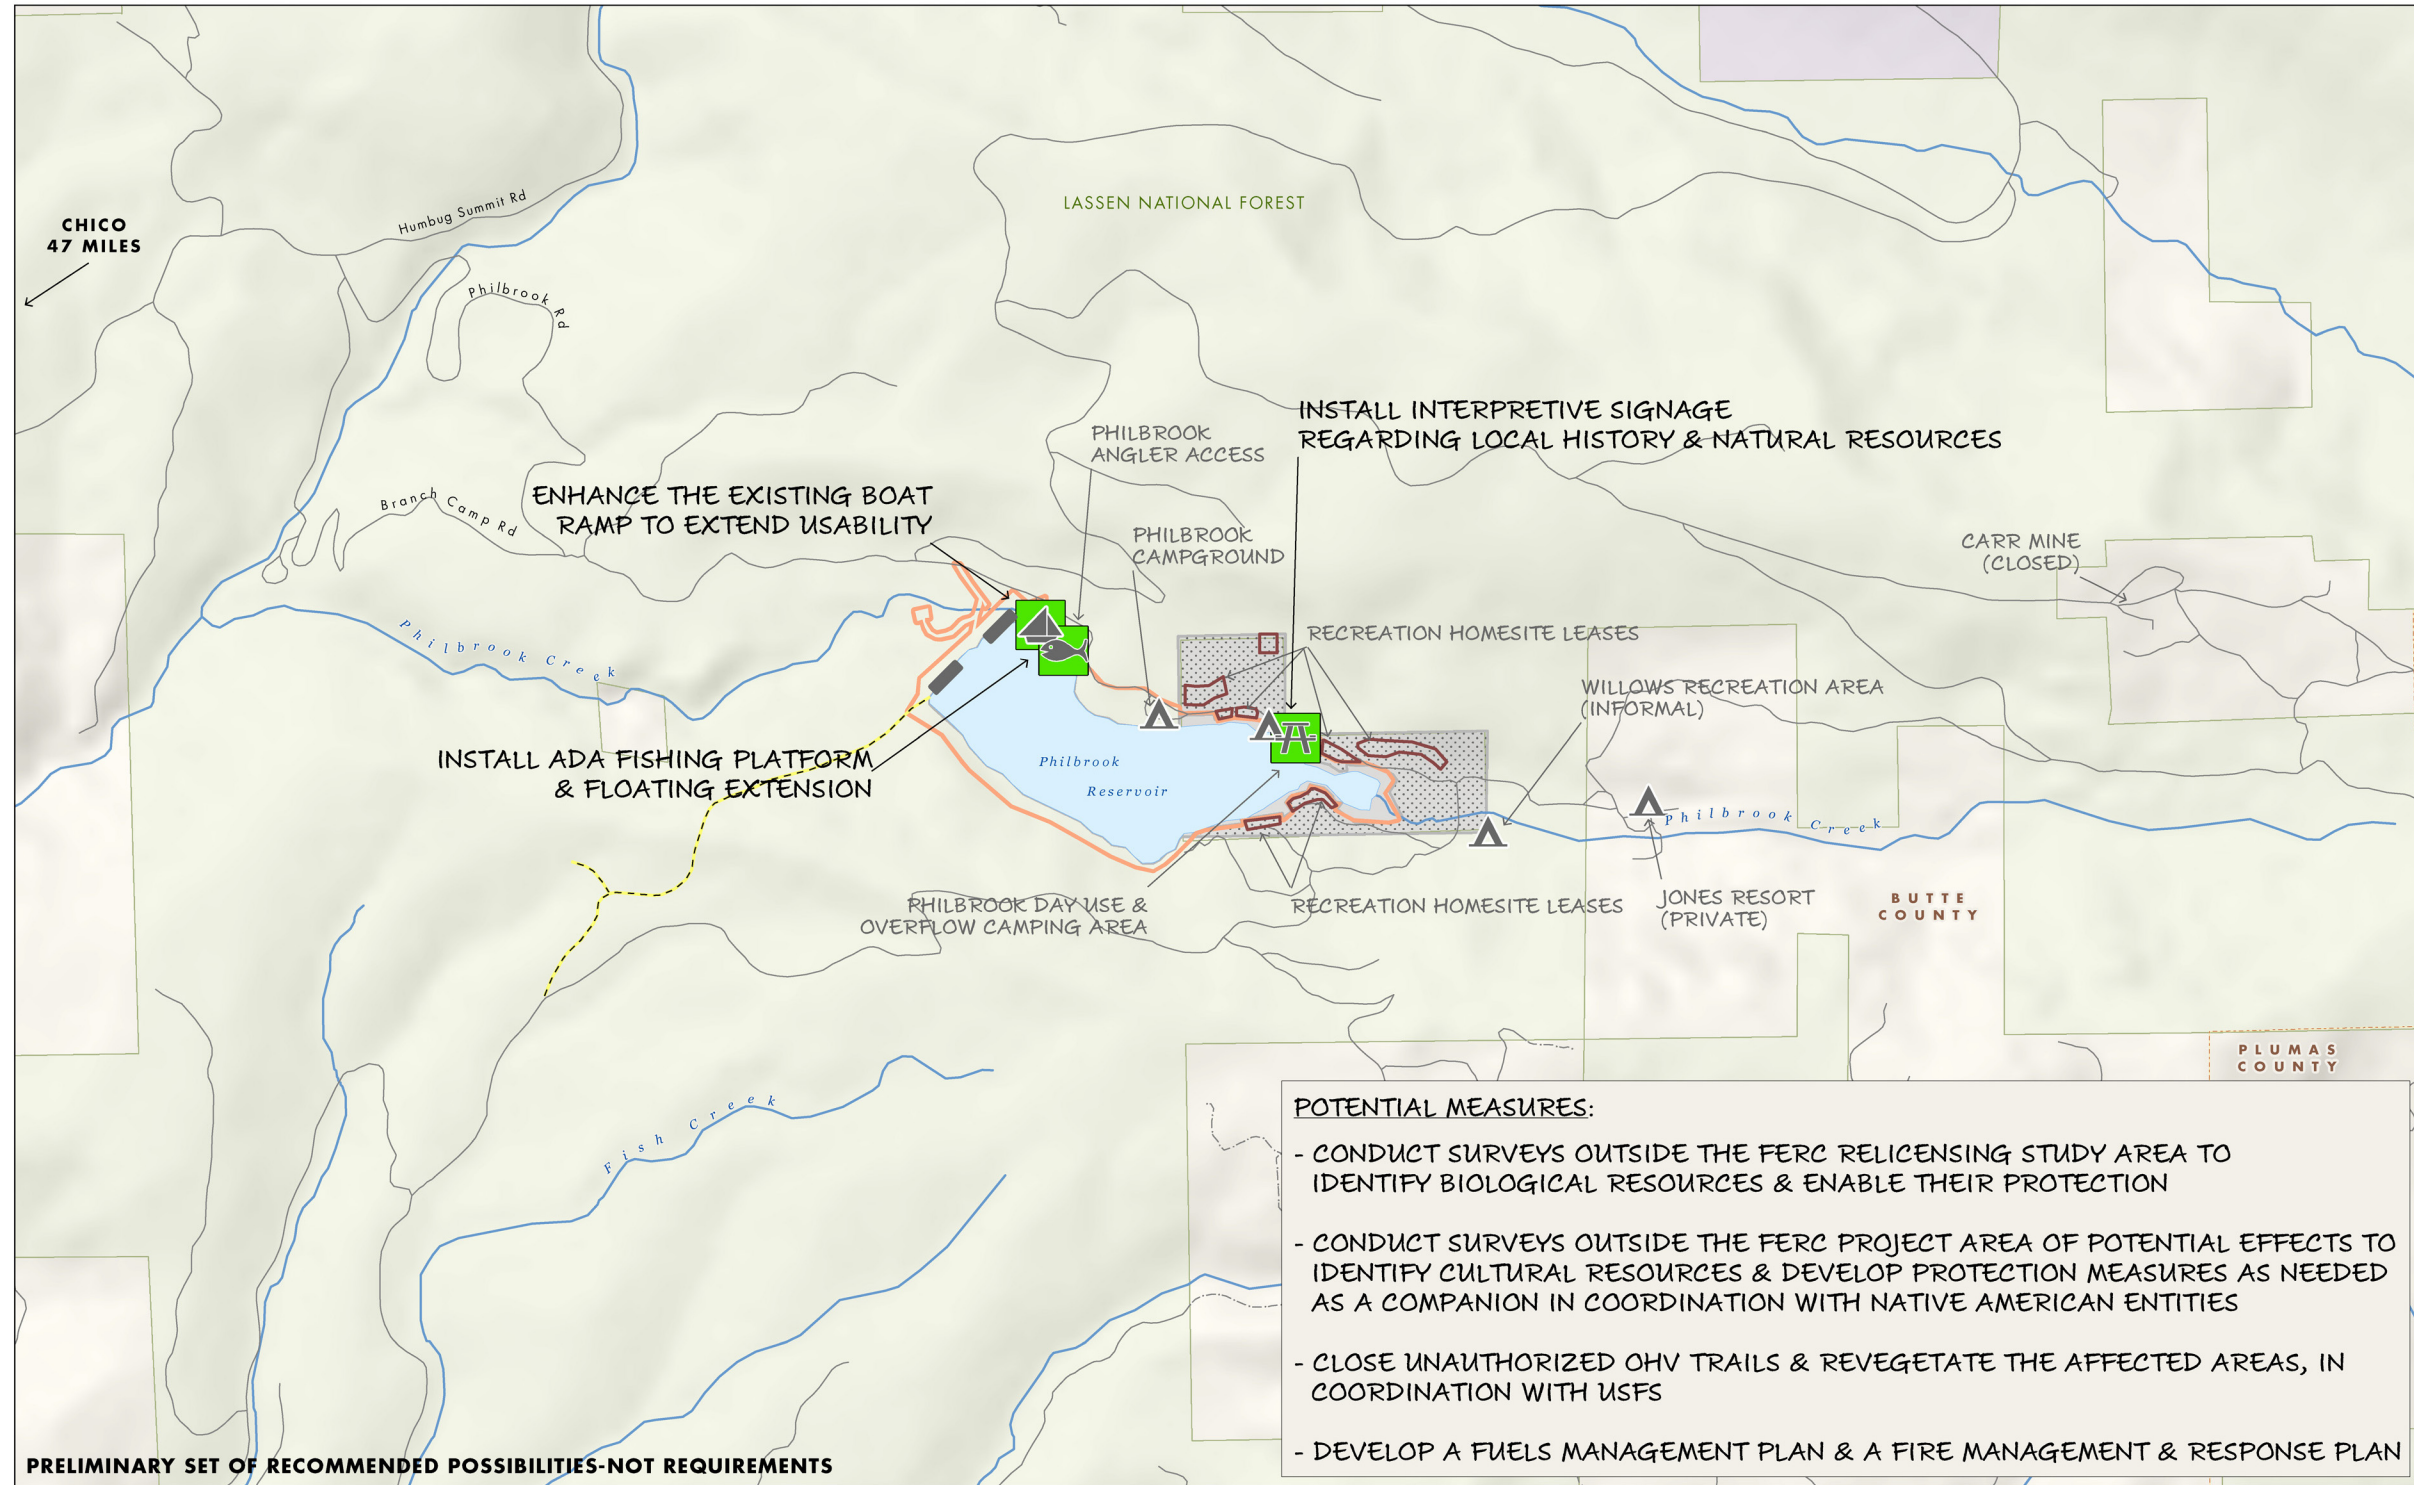 LASSEN NATIONAL FOREST
CHICO
47 MILES
Humbug Summit Rd
Philbrook Rd
INSTALL INTERPRETIVE SIGNAGE
REGARDING LOCAL HISTORY & NATURAL RESOURCES
PHILBROOK
ANGLER ACCESS
ENHANCE THE EXISTING BOAT
RAMP TO EXTEND USABILITY
Branch Camp Rd
PHILBROOK
CAMPGROUND
CARR MINE
(CLOSED)
RECREATION HOMESITE LEASES
Philbrook Creek
WILLOWS RECREATION AREA
(INFORMAL)
INSTALL ADA FISHING PLATFORM
& FLOATING EXTENSION
Philbrook
Reservoir
Philbrook Creek
PHILBROOK DAY USE &
OVERFLOW CAMPING AREA
RECREATION HOMESITE LEASES
JONES RESORT
(PRIVATE)
BUTTE
COUNTY
PLUMAS
COUNTY
Fish Creek
POTENTIAL MEASURES:
- CONDUCT SURVEYS OUTSIDE THE FERC RELICENSING STUDY AREA TO
IDENTIFY BIOLOGICAL RESOURCES & ENABLE THEIR PROTECTION
- CONDUCT SURVEYS OUTSIDE THE FERC PROJECT AREA OF POTENTIAL EFFECTS TO
IDENTIFY CULTURAL RESOURCES & DEVELOP PROTECTION MEASURES AS NEEDED
AS A COMPANION IN COORDINATION WITH NATIVE AMERICAN ENTITIES
- CLOSE UNAUTHORIZED OHV TRAILS & REVEGETATE THE AFFECTED AREAS, IN
COORDINATION WITH USFS
- DEVELOP A FUELS MANAGEMENT PLAN & A FIRE MANAGEMENT & RESPONSE PLAN
PRELIMINARY SET OF RECOMMENDED POSSIBILITIES-NOT REQUIREMENTS